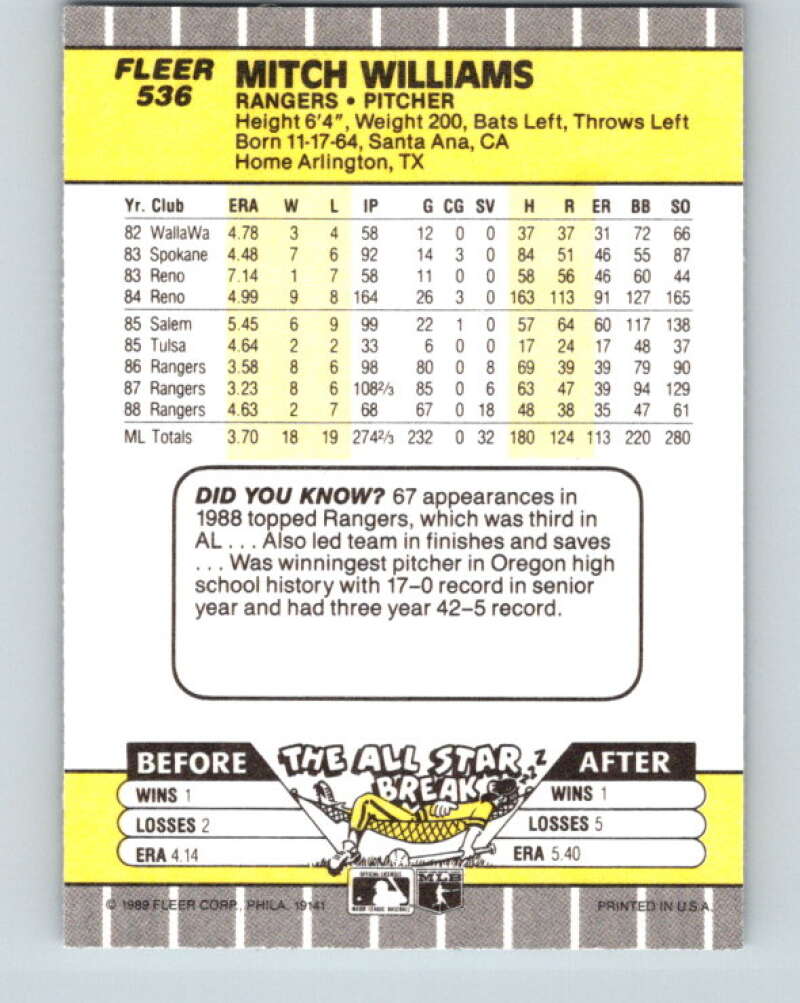 FLEER
536
MITCH WILLIAMS
RANGERS • PITCHER
Height 6'4", Weight 200, Bats Left, Throws Left
Born 11-17-64, Santa Ana, CA
Home Arlington, TX
Yr. Club ERA W L IP G CG SV H R ER BB SO
82 WallaWa 4.78 3 4 58 12 0 0 37 37 31 72 66
83 Spokane 4.48 7 6 92 14 3 0 84 51 46 55 87
83 Reno 7.14 1 7 58 11 0 0 58 56 46 60 44
84 Reno 4.99 9 8 164 26 3 0 163 113 91 127 165
85 Salem 5.45 6 9 99 22 1 0 57 64 60 117 138
85 Tulsa 4.64 2 2 33 6 0 0 17 24 17 48 37
86 Rangers 3.58 8 6 98 80 0 8 69 39 39 79 90
87 Rangers 3.23 8 6 108 2/3 85 0 6 63 47 39 94 129
88 Rangers 4.63 2 7 68 67 0 18 48 38 35 47 61
ML Totals 3.70 18 19 274 2/3 232 0 32 180 124 113 220 280
DID YOU KNOW? 67 appearances in
1988 topped Rangers, which was third in
AL . . . Also led team in finishes and saves
. . . Was winningest pitcher in Oregon high
school history with 17–0 record in senior
year and had three year 42–5 record.
BEFORE THE ALL STAR BREAK ZZZ AFTER
WINS 1 WINS 1
LOSSES 2 LOSSES 5
ERA 4.14 ERA 5.40
OFFICIAL LICENSEE
MAJOR LEAGUE BASEBALL
MLB
© 1989 FLEER CORP., PHILA. 19141 PRINTED IN U.S.A.